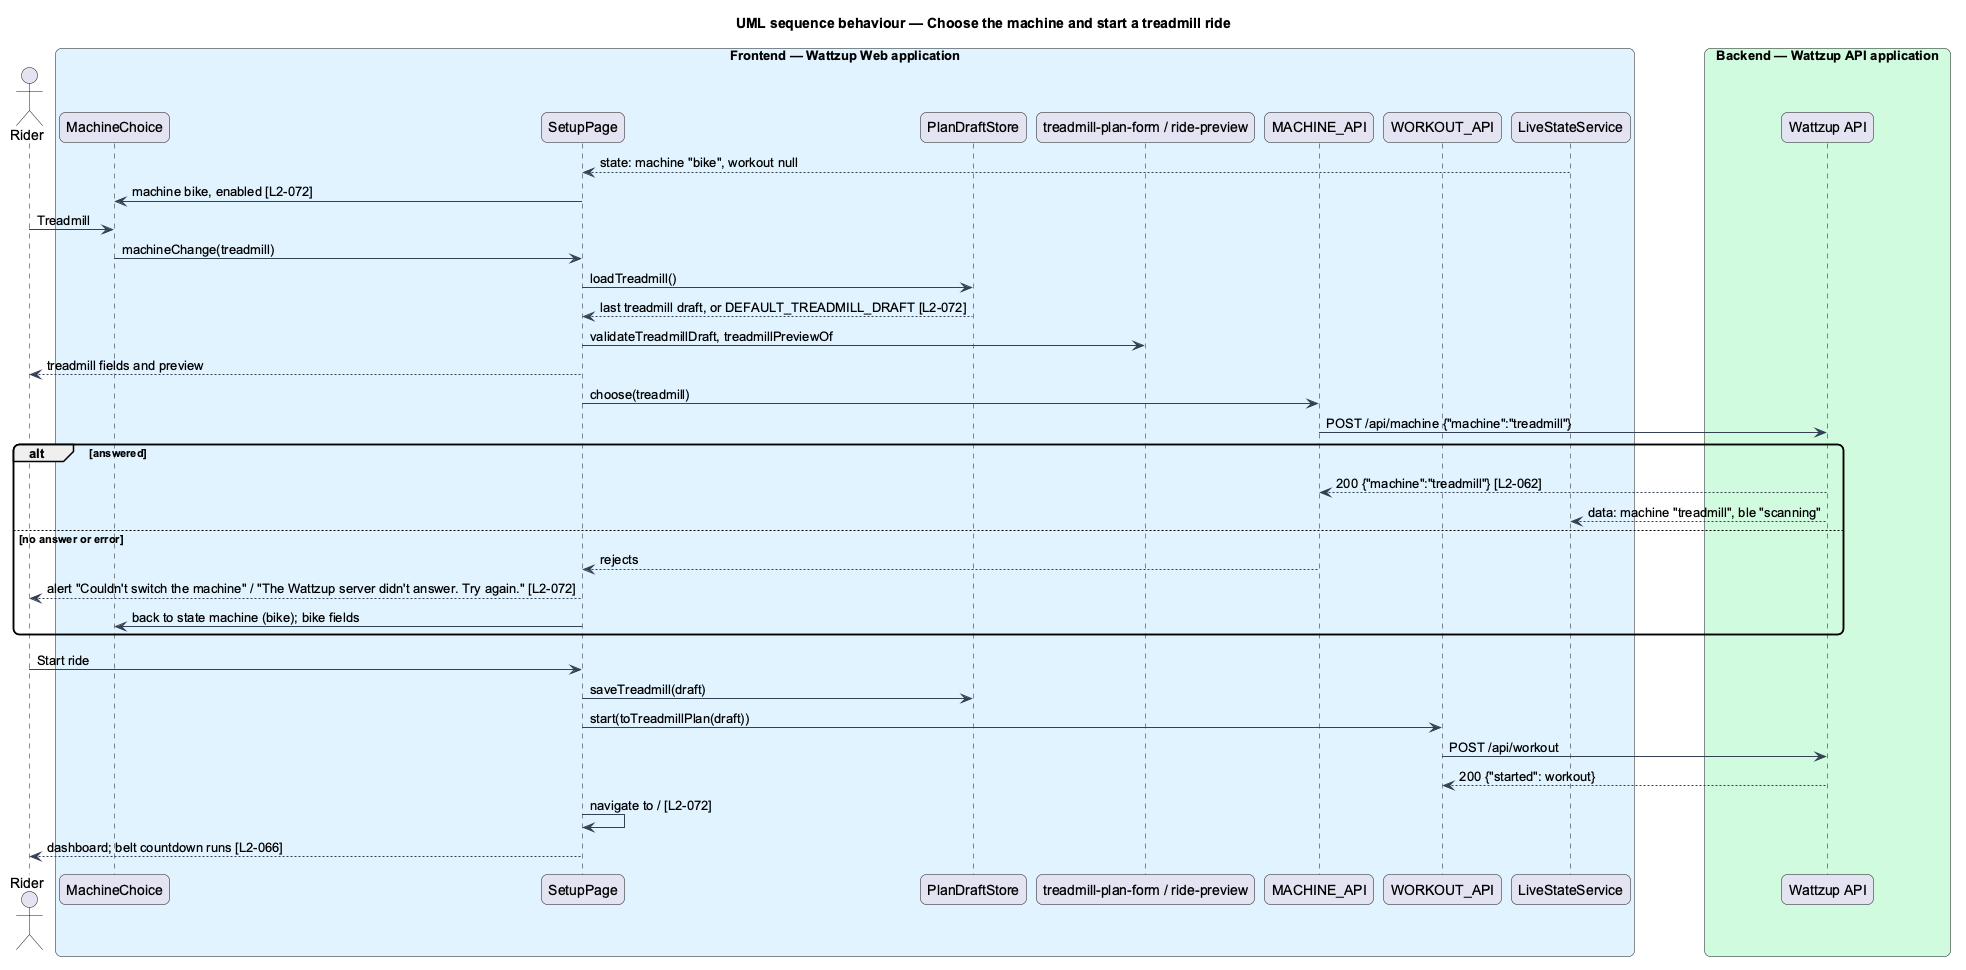 UML sequence behaviour — Choose the machine and start a treadmill ride
Frontend — Wattzup Web application
Backend — Wattzup API application
Rider
MachineChoice
SetupPage
PlanDraftStore
treadmill-plan-form / ride-preview
MACHINE_API
WORKOUT_API
LiveStateService
Wattzup API
state: machine "bike", workout null
machine bike, enabled [L2-072]
Treadmill
machineChange(treadmill)
loadTreadmill()
last treadmill draft, or DEFAULT_TREADMILL_DRAFT [L2-072]
validateTreadmillDraft, treadmillPreviewOf
treadmill fields and preview
choose(treadmill)
POST /api/machine {"machine":"treadmill"}
alt
[answered]
200 {"machine":"treadmill"} [L2-062]
data: machine "treadmill", ble "scanning"
[no answer or error]
rejects
alert "Couldn't switch the machine" / "The Wattzup server didn't answer. Try again." [L2-072]
back to state machine (bike); bike fields
Start ride
saveTreadmill(draft)
start(toTreadmillPlan(draft))
POST /api/workout
200 {"started": workout}
navigate to / [L2-072]
dashboard; belt countdown runs [L2-066]
Rider
MachineChoice
SetupPage
PlanDraftStore
treadmill-plan-form / ride-preview
MACHINE_API
WORKOUT_API
LiveStateService
Wattzup API